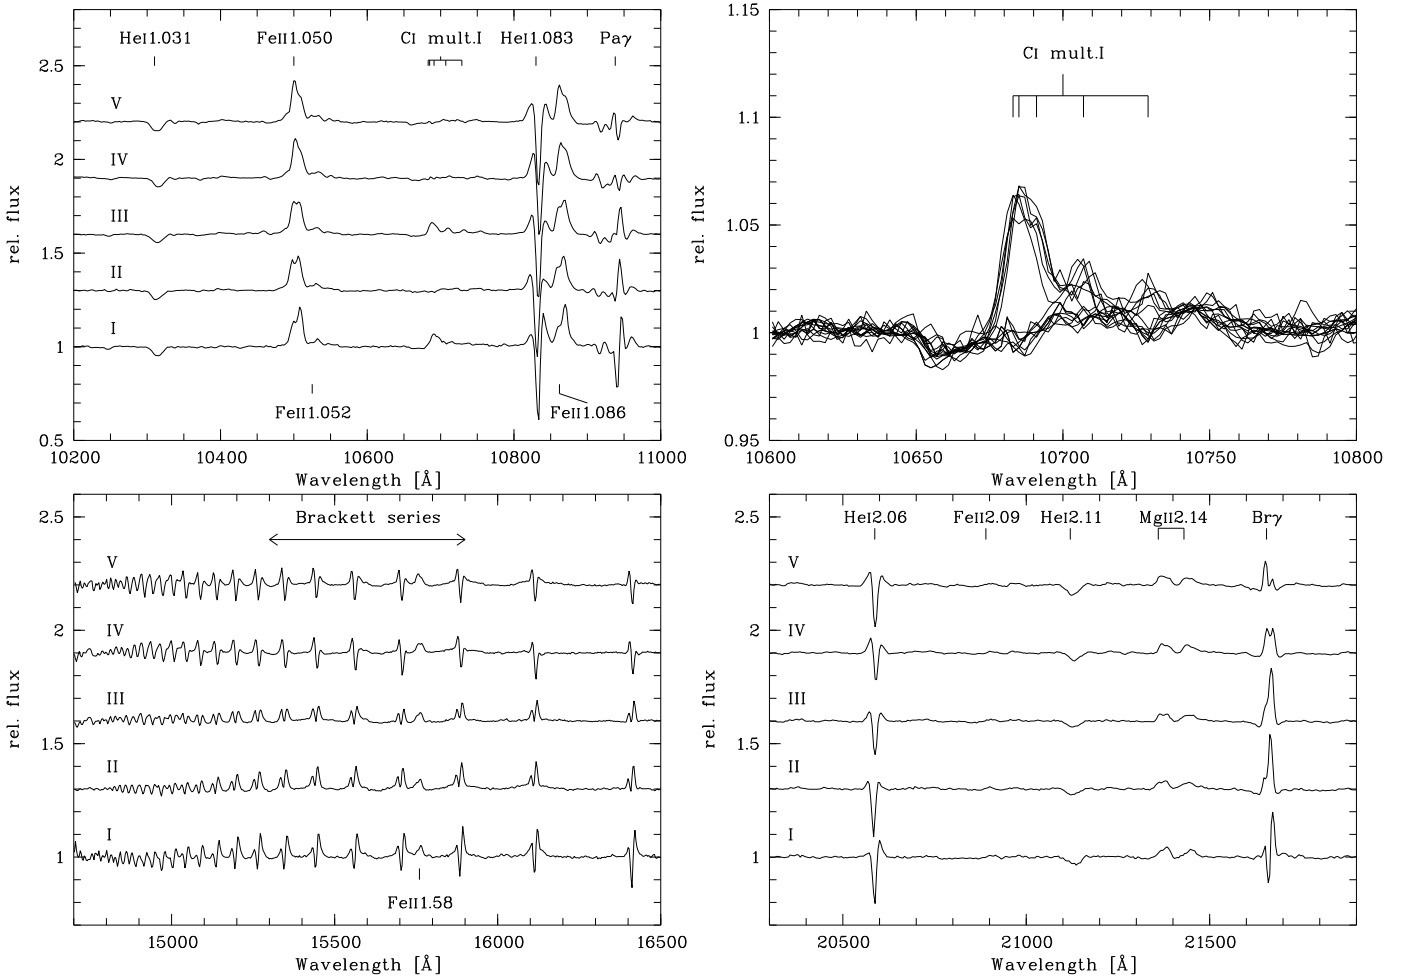 HeI1.031 FeII1.050 CI mult.I HeI1.083 Paγ
2.5
V
2
IV
III
1.5
II
I
1
FeII1.052 FeII1.086
0.5
10200 10400 10600 10800 11000
Wavelength [Å]
rel. flux
1.15
CI mult.I
1.1
1.05
1
0.95
10600 10650 10700 10750 10800
Wavelength [Å]
rel. flux
Brackett series
2.5
V
2
IV
III
1.5
II
I
1
FeII1.58
15000 15500 16000 16500
Wavelength [Å]
rel. flux
HeI2.06 FeII2.09 HeI2.11 MgII2.14 Brγ
2.5
V
2
IV
III
1.5
II
I
1
20500 21000 21500
Wavelength [Å]
rel. flux